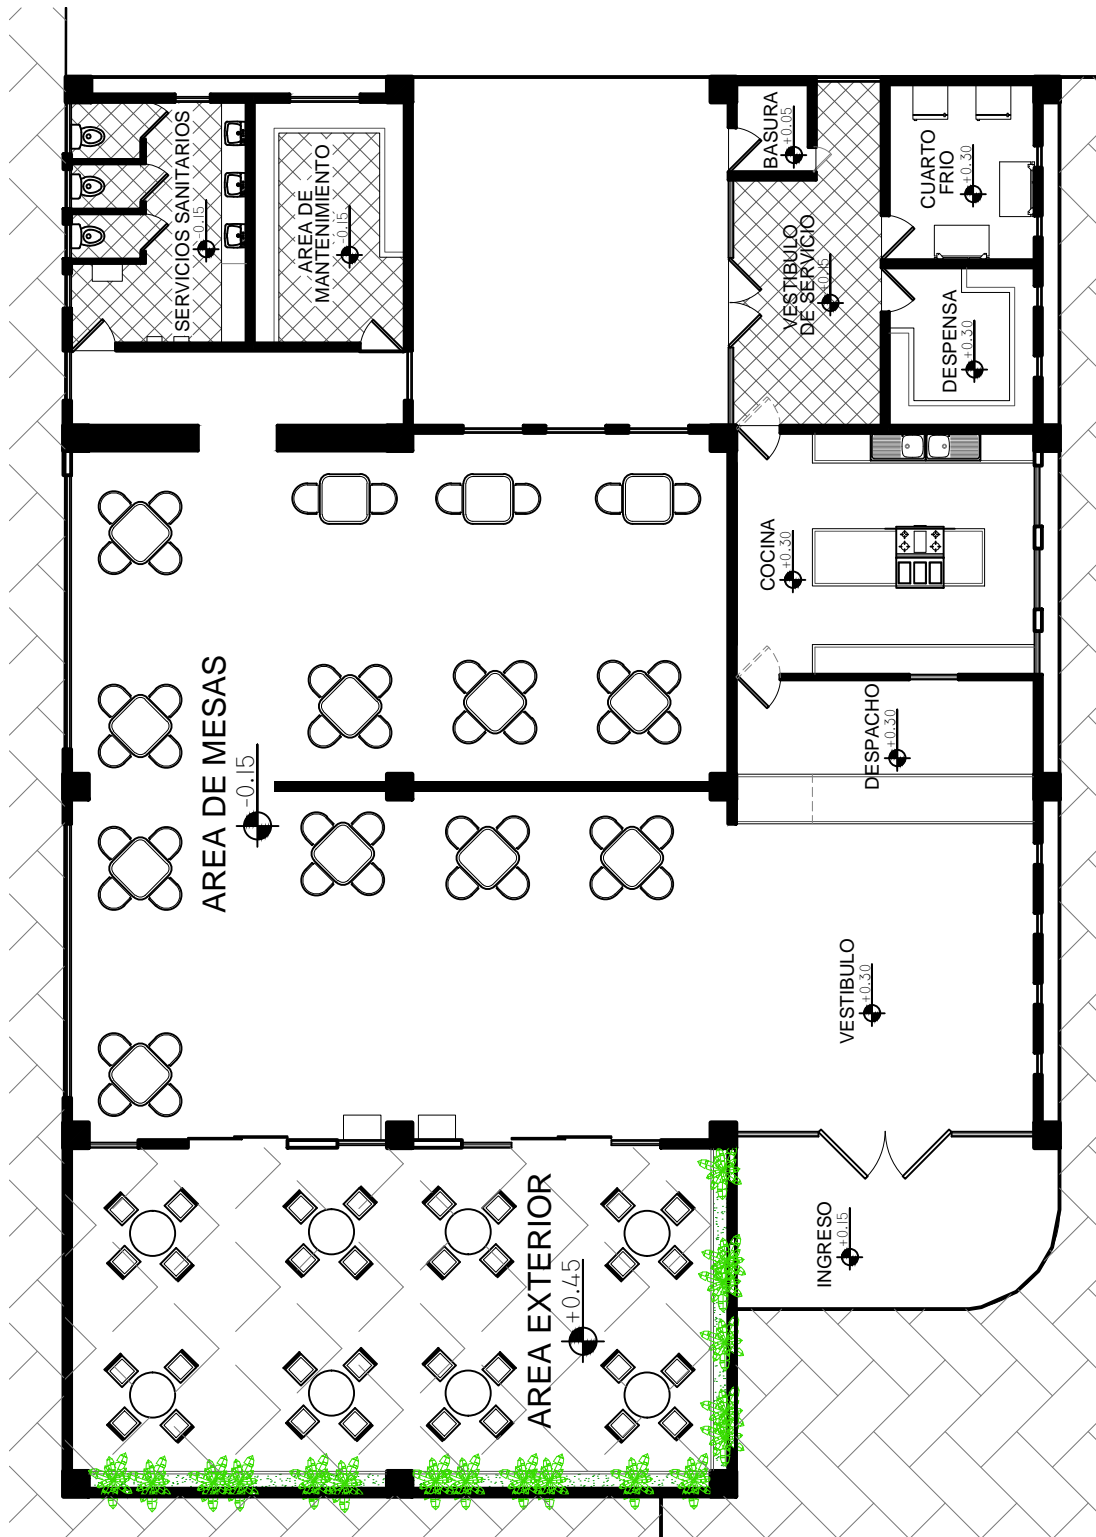 SERVICIOS SANITARIOS
-0.15
AREA DE
MANTENIMIENTO
-0.15
BASURA
+0.05
CUARTO
FRIO
+0.30
VESTIBULO
DE SERVICIO
+0.15
DESPENSA
+0.30
COCINA
+0.30
DESPACHO
+0.30
AREA DE MESAS
-0.15
VESTIBULO
+0.30
INGRESO
+0.15
AREA EXTERIOR
+0.45